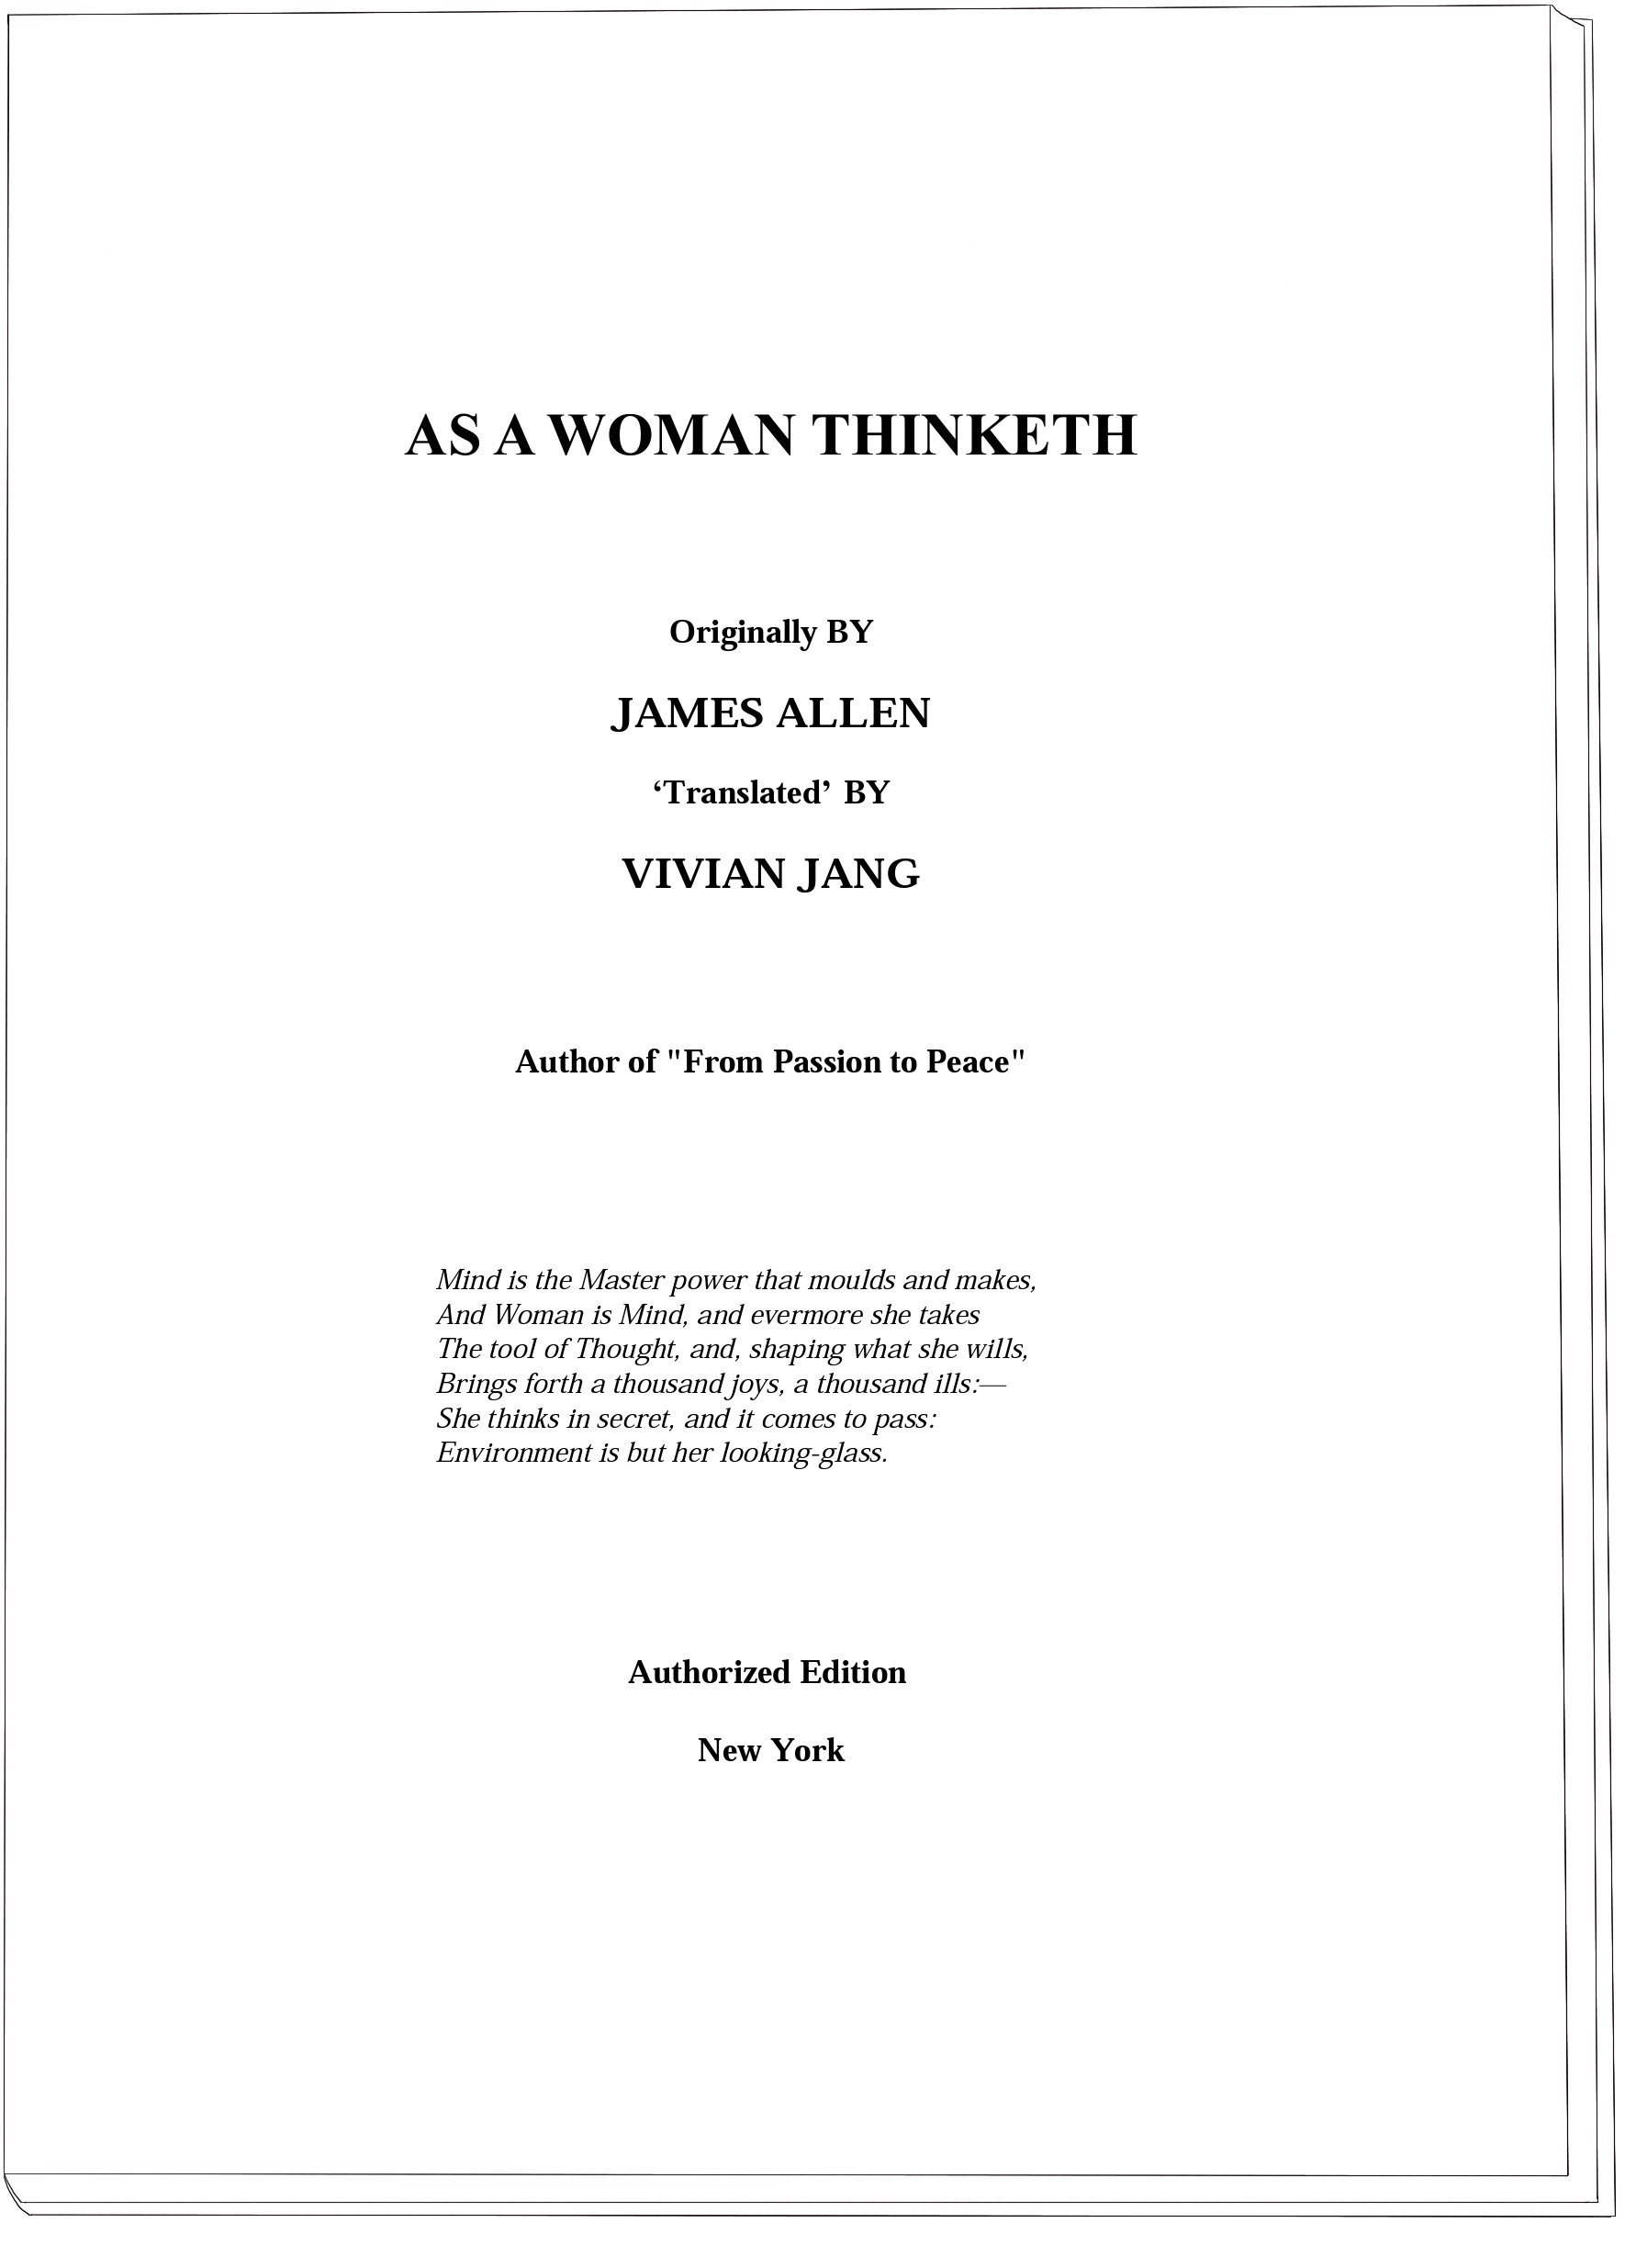 AS A WOMAN THINKETH
Originally BY
JAMES ALLEN
‘Translated’ BY
VIVIAN JANG
Author of "From Passion to Peace"
Mind is the Master power that moulds and makes,
And Woman is Mind, and evermore she takes
The tool of Thought, and, shaping what she wills,
Brings forth a thousand joys, a thousand ills:—
She thinks in secret, and it comes to pass:
Environment is but her looking-glass.
Authorized Edition
New York